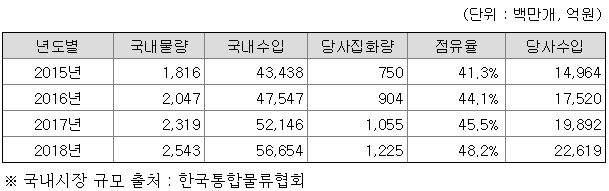 (단위 : 백만개, 억원)
년도별 국내물량 국내수입 당사집화량 점유율 당사수입
2015년 1,816 43,438 750 41.3% 14,964
2016년 2,047 47,547 904 44.1% 17,520
2017년 2,319 52,146 1,055 45.5% 19,892
2018년 2,543 56,654 1,225 48.2% 22,619
※ 국내시장 규모 출처 : 한국통합물류협회